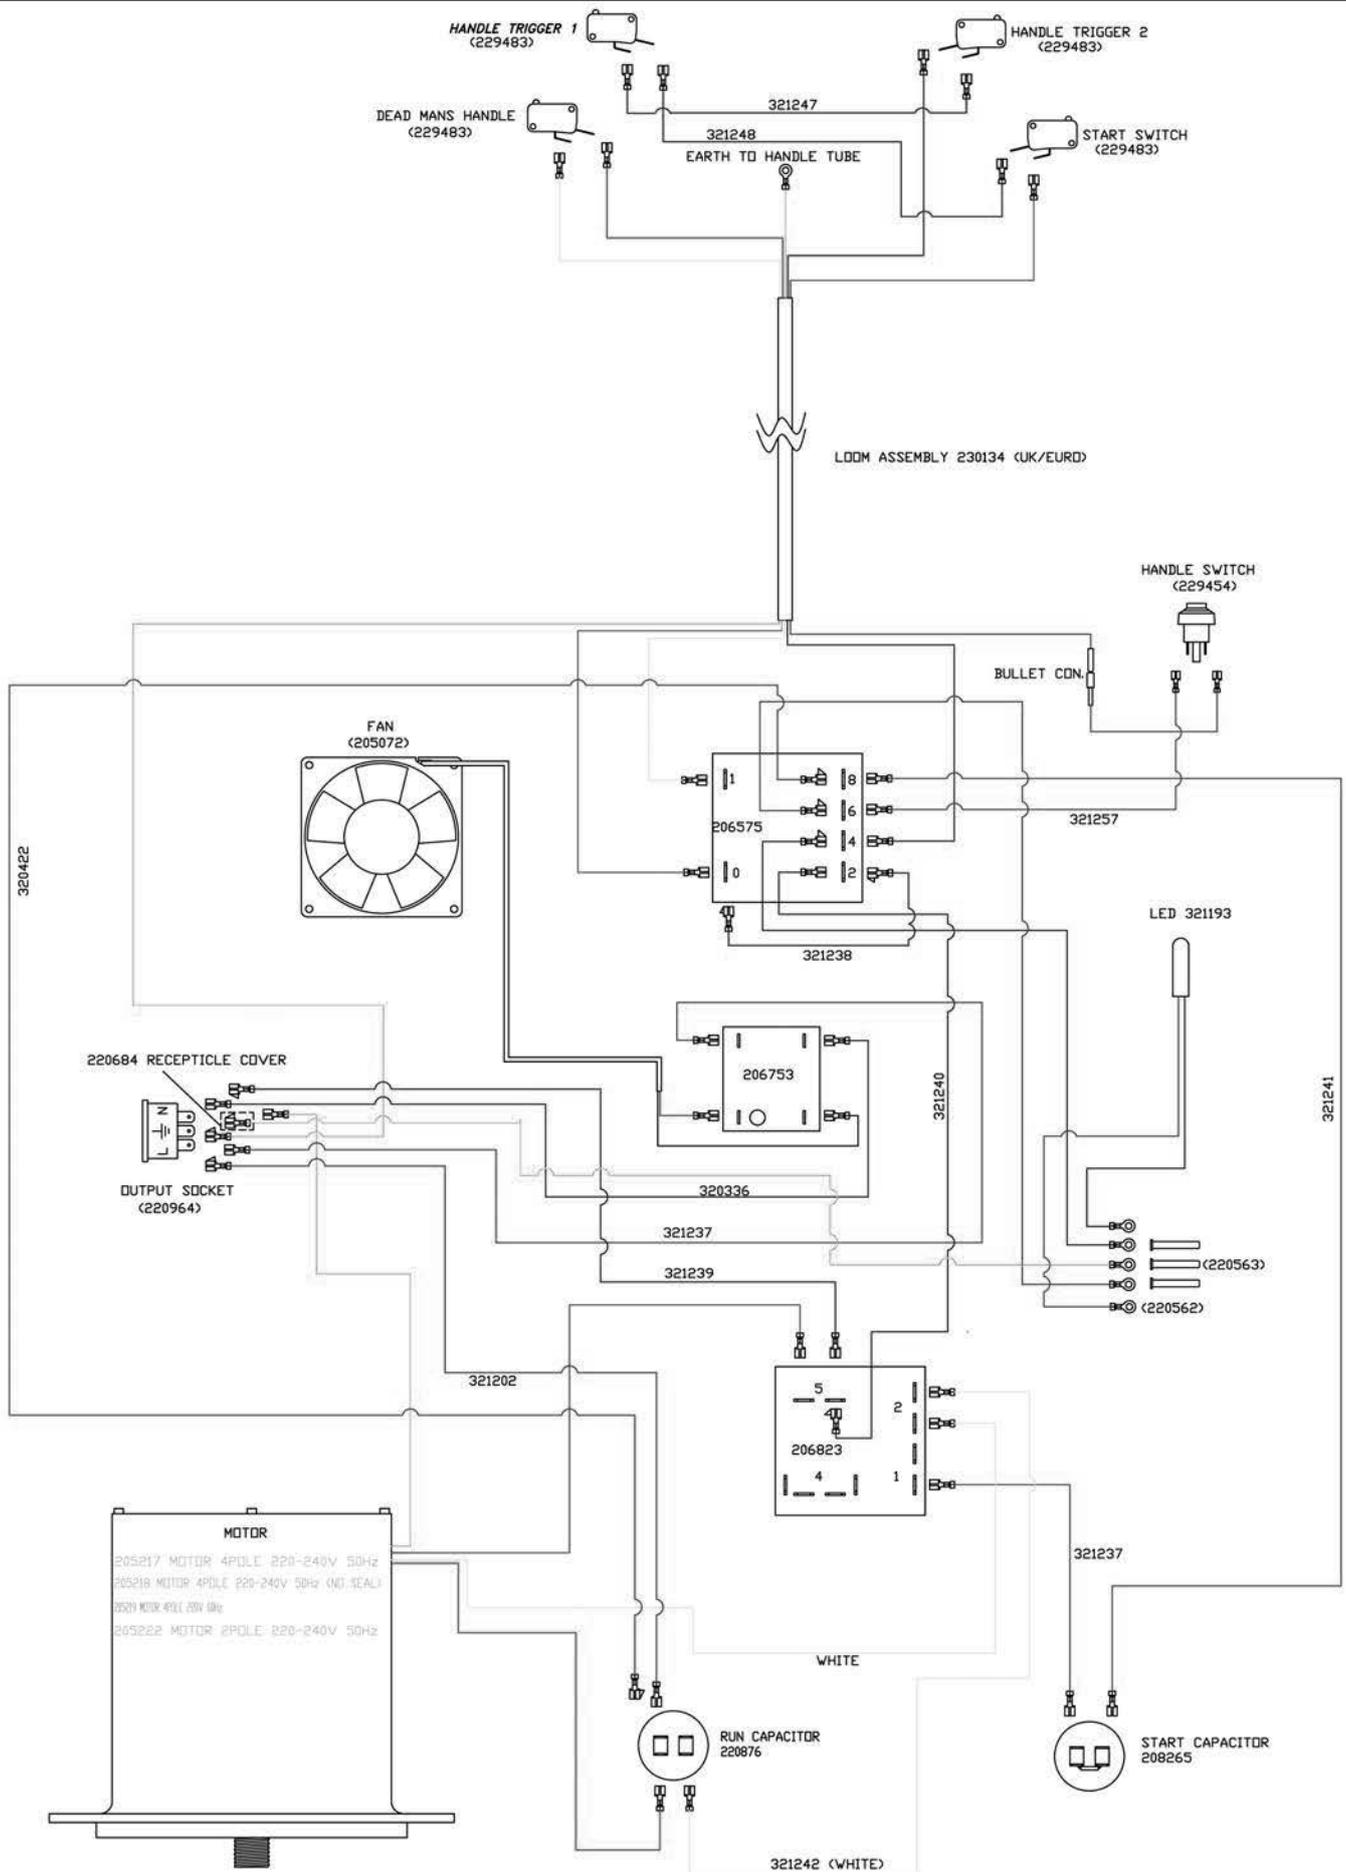 HANDLE TRIGGER 1
(229483)
HANDLE TRIGGER 2
(229483)
DEAD MANS HANDLE
(229483)
321247
321248
START SWITCH
(229483)
EARTH TO HANDLE TUBE
LOOM ASSEMBLY 230134 (UK/EURO)
HANDLE SWITCH
(229454)
BULLET CON.
FAN
(205072)
1
8
6
206575
4
0
2
321257
320422
LED 321193
321238
220684 RECEPTICLE COVER
206753
321240
321241
N
L
OUTPUT SOCKET
(220964)
320336
321237
321239
(220563)
(220562)
321202
5
2
206823
4
1
MOTOR
205217 MOTOR 4POLE 220-240V 50Hz
205218 MOTOR 4POLE 220-240V 50Hz (NO SEAL)
205219 MOTOR 4POLE 220V 60Hz
205222 MOTOR 2POLE 220-240V 50Hz
321237
WHITE
RUN CAPACITOR
220876
START CAPACITOR
208265
321242 (WHITE)